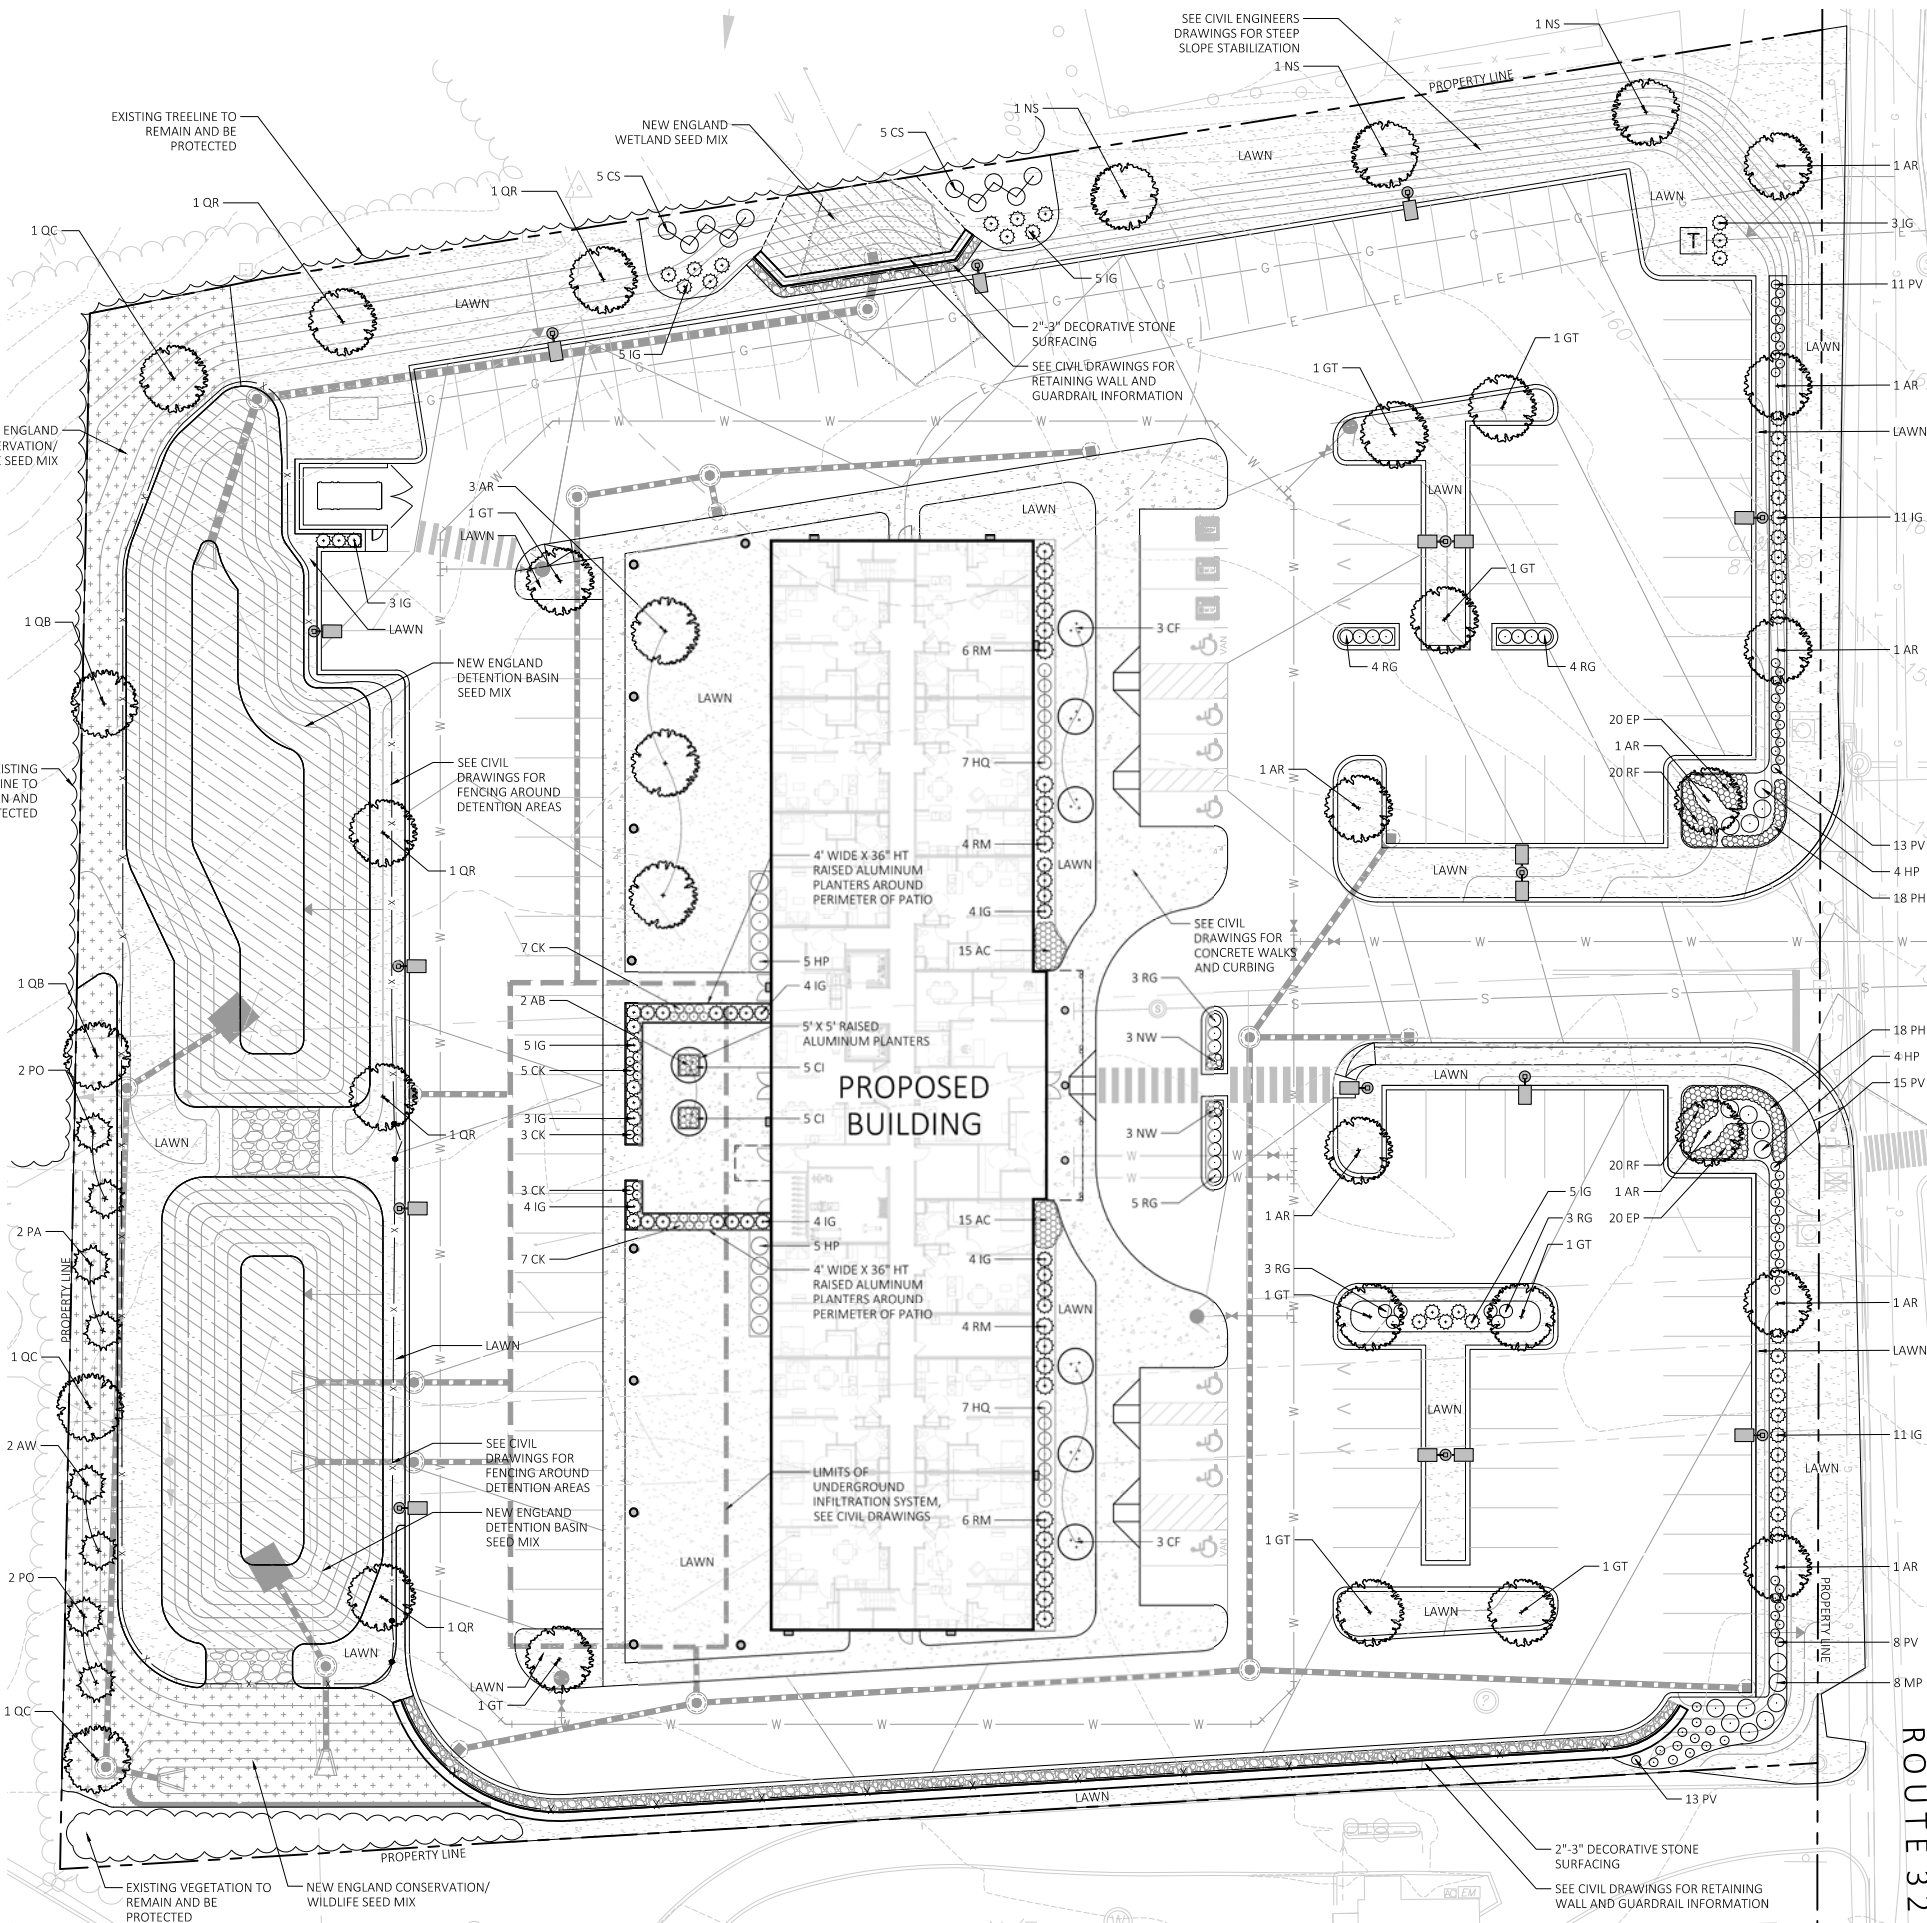 SEE CIVIL ENGINEERS
DRAWINGS FOR STEEP
SLOPE STABILIZATION
1 NS
1 NS
PROPERTY LINE
1 NS
EXISTING TREELINE TO
REMAIN AND BE
PROTECTED
NEW ENGLAND
WETLAND SEED MIX
5 CS
LAWN
1 AR
5 CS
1 QR
1 QR
LAWN
3 IG
1 QC
T
5 IG
11 PV
LAWN
2"-3" DECORATIVE STONE
SURFACING
5 IG
SEE CIVIL DRAWINGS FOR
RETAINING WALL AND
GUARDRAIL INFORMATION
1 GT
1 GT
LAWN
1 AR
ENGLAND
SEED MIX
LAWN
3 AR
1 GT
LAWN
LAWN
LAWN
11 IG
1 GT
3 IG
LAWN
1 QB
3 CF
6 RM
4 RG
4 RG
1 AR
NEW ENGLAND
DETENTION BASIN
SEED MIX
LAWN
20 EP
1 AR
20 RF
7 HQ
1 AR
SEE CIVIL
DRAWINGS FOR
FENCING AROUND
DETENTION AREAS
4 RM
13 PV
4' WIDE X 36" HT
RAISED ALUMINUM
PLANTERS AROUND
PERIMETER OF PATIO
LAWN
LAWN
4 HP
1 QR
18 PH
4 IG
SEE CIVIL
DRAWINGS FOR
CONCRETE WALKS
AND CURBING
7 CK
15 AC
5 HP
3 RG
1 QB
4 IG
2 AB
5' X 5' RAISED
ALUMINUM PLANTERS
3 NW
18 PH
5 IG
4 HP
5 CK
5 CI
2 PO
LAWN
15 PV
PROPOSED
BUILDING
3 IG
5 CI
3 CK
3 NW
1 QR
LAWN
20 RF
1 AR
20 EP
3 CK
4 IG
5 RG
5 IG
3 RG
1 GT
1 AR
4 IG
15 AC
2 PA
5 HP
7 CK
4 IG
4' WIDE X 36" HT
RAISED ALUMINUM
PLANTERS AROUND
PERIMETER OF PATIO
3 RG
1 GT
PROPERTY LINE
LAWN
1 AR
4 RM
LAWN
1 QC
LAWN
7 HQ
LAWN
2 AW
11 IG
SEE CIVIL
DRAWINGS FOR
FENCING AROUND
DETENTION AREAS
LIMITS OF
UNDERGROUND
INFILTRATION SYSTEM,
SEE CIVIL DRAWINGS
LAWN
NEW ENGLAND
DETENTION BASIN
SEED MIX
6 RM
3 CF
1 GT
LAWN
1 GT
1 AR
2 PO
LAWN
PROPERTY LINE
1 QR
LAWN
8 PV
LAWN
1 GT
8 MP
1 QC
ROUTE 32
LAWN
13 PV
2"-3" DECORATIVE STONE
SURFACING
PROPERTY LINE
EXISTING VEGETATION TO
REMAIN AND BE
PROTECTED
NEW ENGLAND CONSERVATION/
WILDLIFE SEED MIX
SEE CIVIL DRAWINGS FOR RETAINING
WALL AND GUARDRAIL INFORMATION